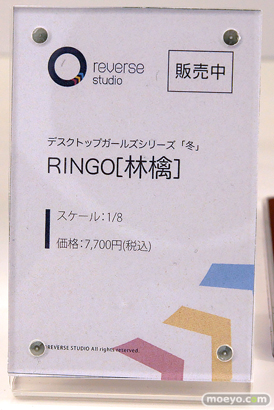 reverse
studio
販売中
デスクトップガールズシリーズ「冬」
RINGO[林檎]
スケール:1/8
価格:7,700円(税込)
©REVERSE STUDIO All rights reserved.
moeyo.com